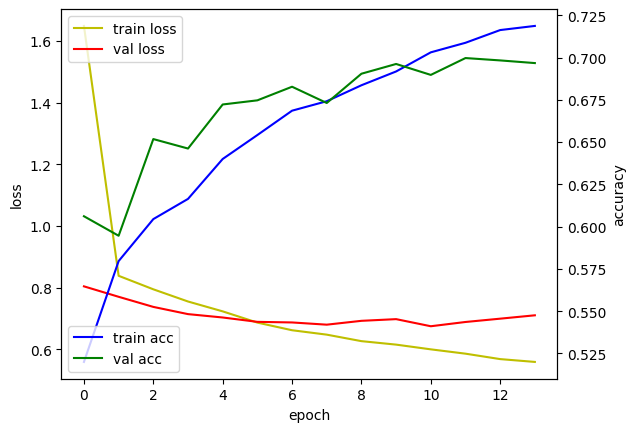 train loss
val loss
train acc
val acc
1.6
1.4
1.2
1.0
0.8
0.6
loss
0.725
0.700
0.675
0.650
0.625
0.600
0.575
0.550
0.525
accuracy
0 2 4 6 8 10 12
epoch